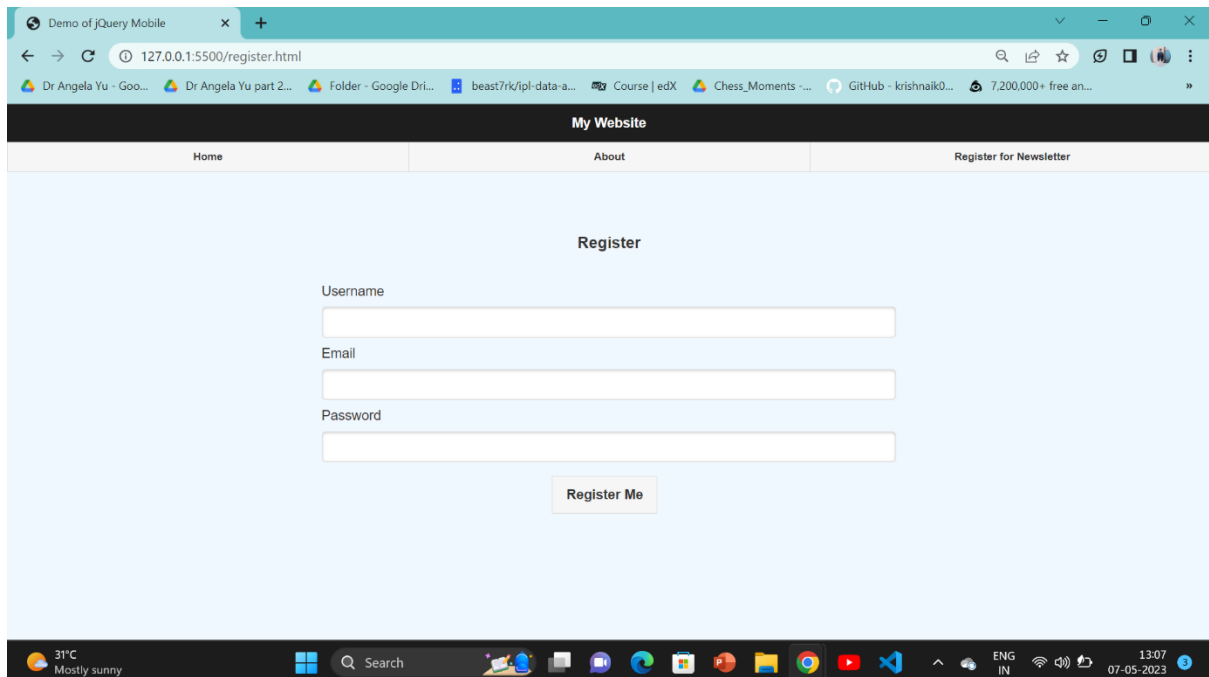 Demo of jQuery Mobile
127.0.0.1:5500/register.html
Dr Angela Yu - Goo... Dr Angela Yu part 2... Folder - Google Dri... beast7rk/ipl-data-a... Course | edX Chess_Moments -... GitHub - krishnaik0... 7,200,000+ free an... »
My Website
Home About Register for Newsletter
Register
Username
Email
Password
Register Me
31°C
Mostly sunny
Search
ENG
IN
13:07
07-05-2023
3